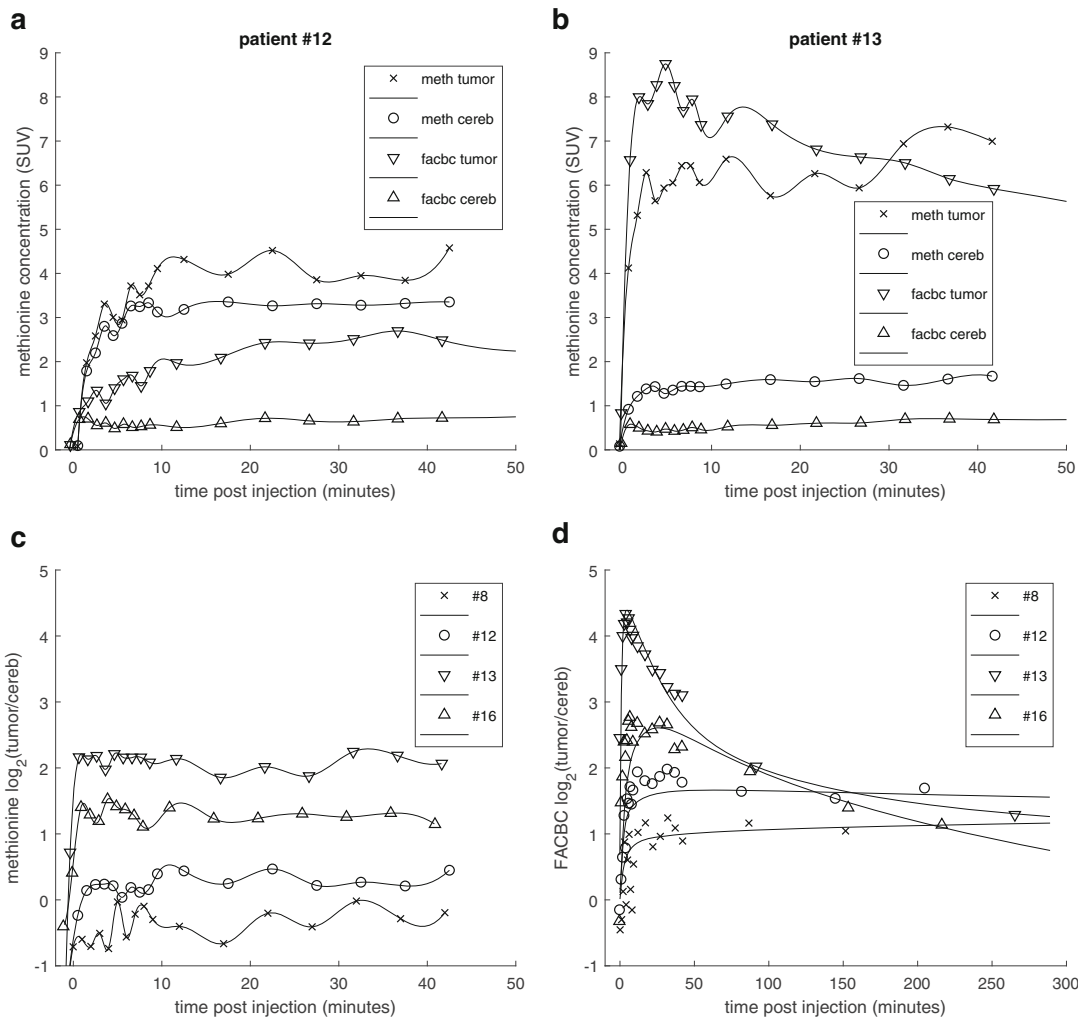 a
patient #12
9
8
7
6
5
4
3
2
1
0
methionine concentration (SUV)
meth tumor
meth cereb
facbc tumor
facbc cereb
0 10 20 30 40 50
time post injection (minutes)
b
patient #13
9
8
7
6
5
4
3
2
1
0
methionine concentration (SUV)
meth tumor
meth cereb
facbc tumor
facbc cereb
0 10 20 30 40 50
time post injection (minutes)
c
5
4
3
2
1
0
-1
methionine log2(tumor/cereb)
#8
#12
#13
#16
0 10 20 30 40 50
time post injection (minutes)
d
5
4
3
2
1
0
-1
FACBC log2(tumor/cereb)
#8
#12
#13
#16
0 50 100 150 200 250 300
time post injection (minutes)